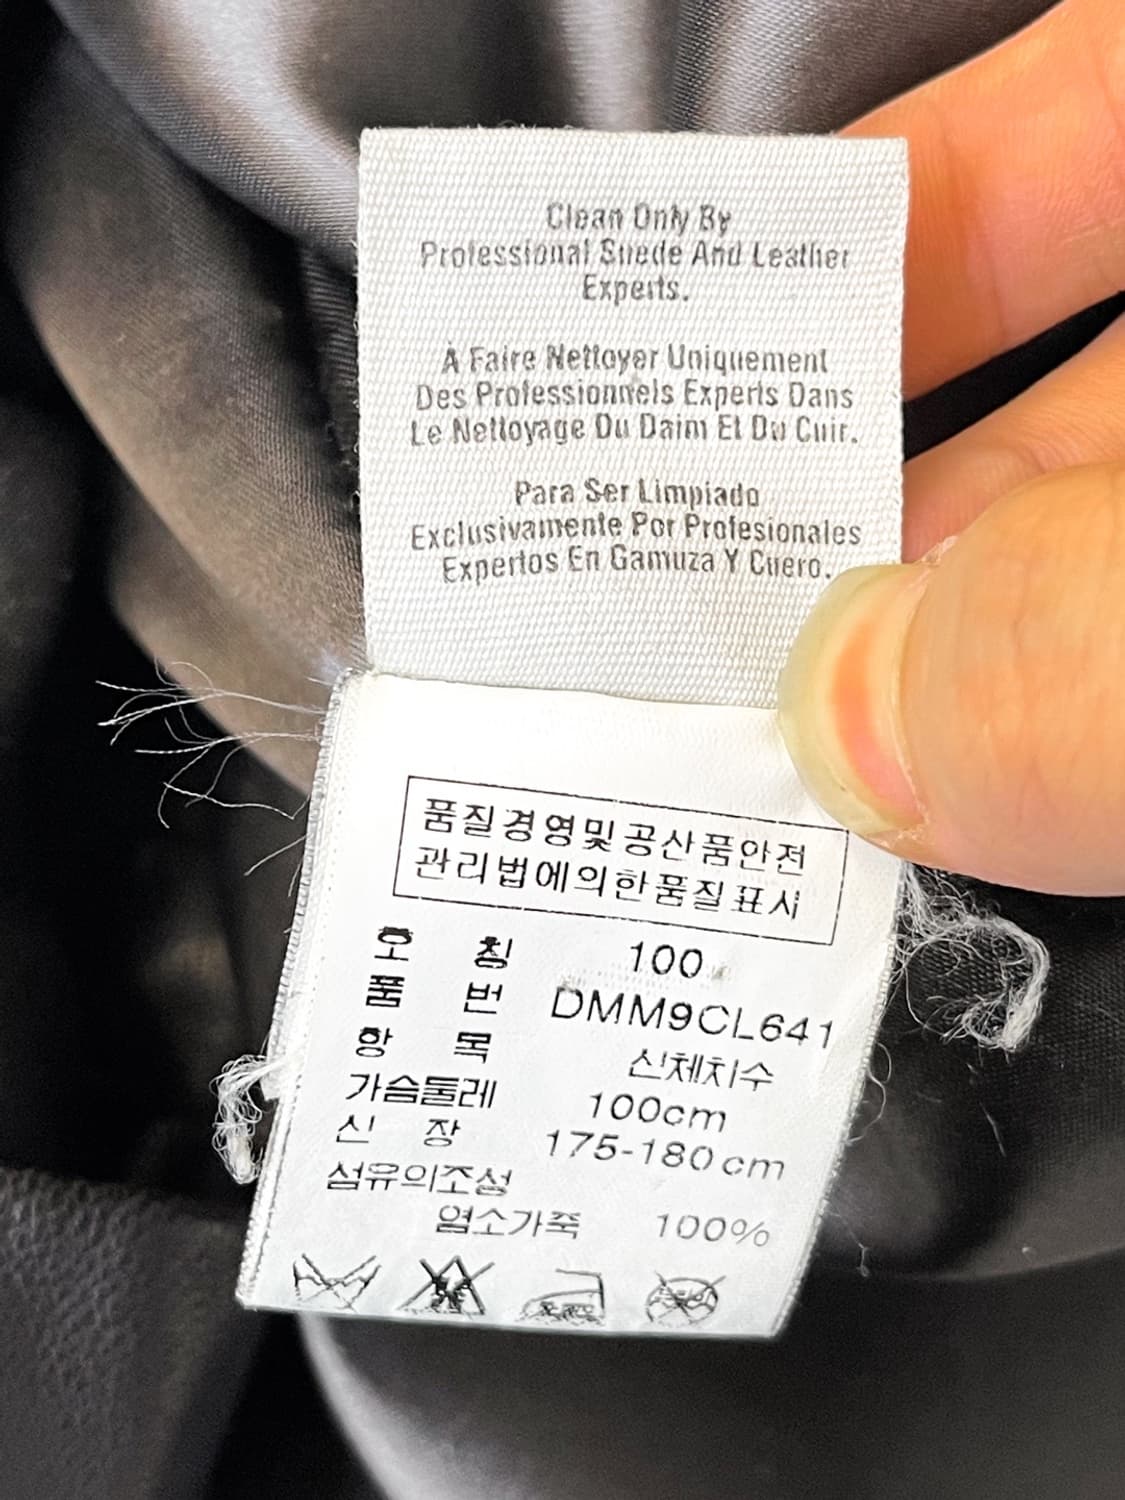 Clean Only By
Professional Suede And Leather
Experts.
À Faire Nettoyer Uniquement
Des Professionnels Experts Dans
Le Nettoyage Du Daim Et Du Cuir.
Para Ser Limpiado
Exclusivamente Por Profesionales
Expertos En Gamuza Y Cuero.
품질경영및공산품안전
관리법에의한품질표시
호 칭 100
품 번 DMM9CL641
항 목 신체치수
가슴둘레 100cm
신 장 175-180cm
섬유의조성
염소가죽 100%